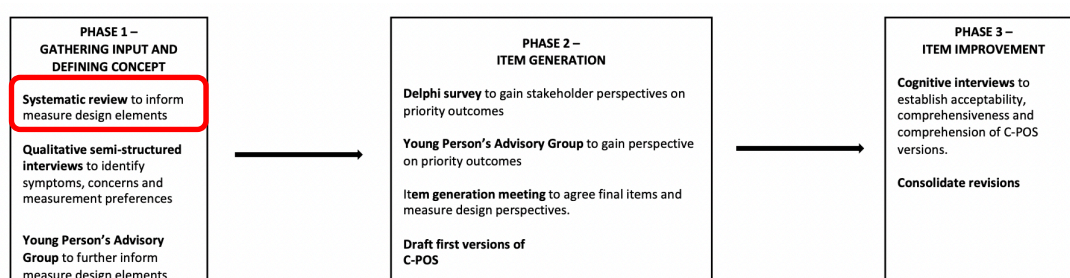 PHASE 1 –
GATHERING INPUT AND
DEFINING CONCEPT
Systematic review to inform
measure design elements
Qualitative semi-structured
interviews to identify
symptoms, concerns and
measurement preferences
Young Person's Advisory
Group to further inform
measure design elements
PHASE 2 –
ITEM GENERATION
Delphi survey to gain stakeholder perspectives on
priority outcomes
Young Person's Advisory Group to gain perspective
on priority outcomes
Item generation meeting to agree final items and
measure design perspectives.
Draft first versions of
C-POS
PHASE 3 –
ITEM IMPROVEMENT
Cognitive interviews to
establish acceptability,
comprehensiveness and
comprehension of C-POS
versions.
Consolidate revisions